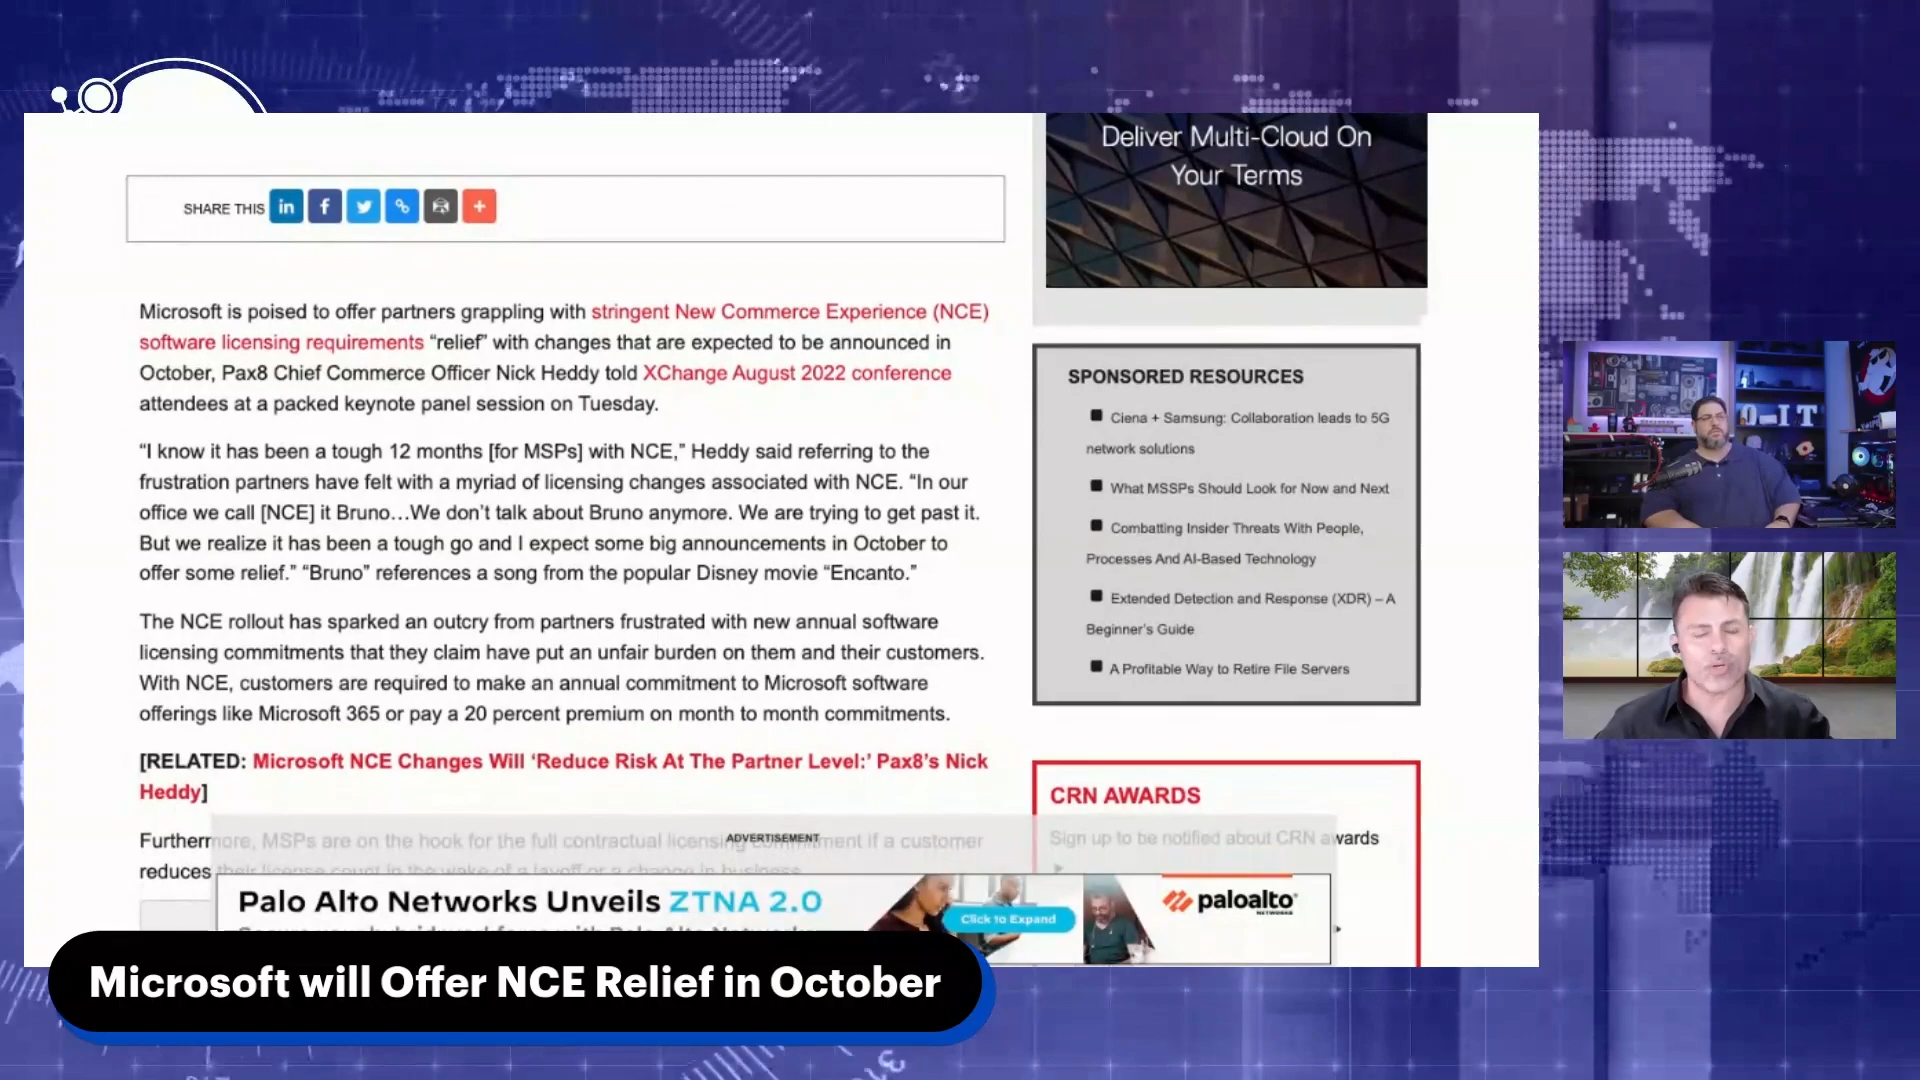 Deliver Multi-Cloud On
Your Terms
SHARE THIS
Microsoft is poised to offer partners grappling with stringent New Commerce Experience (NCE)
software licensing requirements “relief” with changes that are expected to be announced in
October, Pax8 Chief Commerce Officer Nick Heddy told XChange August 2022 conference
attendees at a packed keynote panel session on Tuesday.
“I know it has been a tough 12 months [for MSPs] with NCE,” Heddy said referring to the
frustration partners have felt with a myriad of licensing changes associated with NCE. “In our
office we call [NCE] it Bruno…We don’t talk about Bruno anymore. We are trying to get past it.
But we realize it has been a tough go and I expect some big announcements in October to
offer some relief.” “Bruno” references a song from the popular Disney movie “Encanto.”
The NCE rollout has sparked an outcry from partners frustrated with new annual software
licensing commitments that they claim have put an unfair burden on them and their customers.
With NCE, customers are required to make an annual commitment to Microsoft software
offerings like Microsoft 365 or pay a 20 percent premium on month to month commitments.
[RELATED: Microsoft NCE Changes Will ‘Reduce Risk At The Partner Level:’ Pax8’s Nick
Heddy]
Furthermore, MSPs are on the hook for the full contractual licensing commitment if a customer
reduces their license count in the wake of a layoff or a change in business.
SPONSORED RESOURCES
Ciena + Samsung: Collaboration leads to 5G
network solutions
What MSSPs Should Look for Now and Next
Combatting Insider Threats With People,
Processes And AI-Based Technology
Extended Detection and Response (XDR) – A
Beginner’s Guide
A Profitable Way to Retire File Servers
CRN AWARDS
Sign up to be notified about CRN awards
ADVERTISEMENT
Palo Alto Networks Unveils ZTNA 2.0
Click to Expand
paloalto
NETWORKS
Microsoft will Offer NCE Relief in October
O-IT